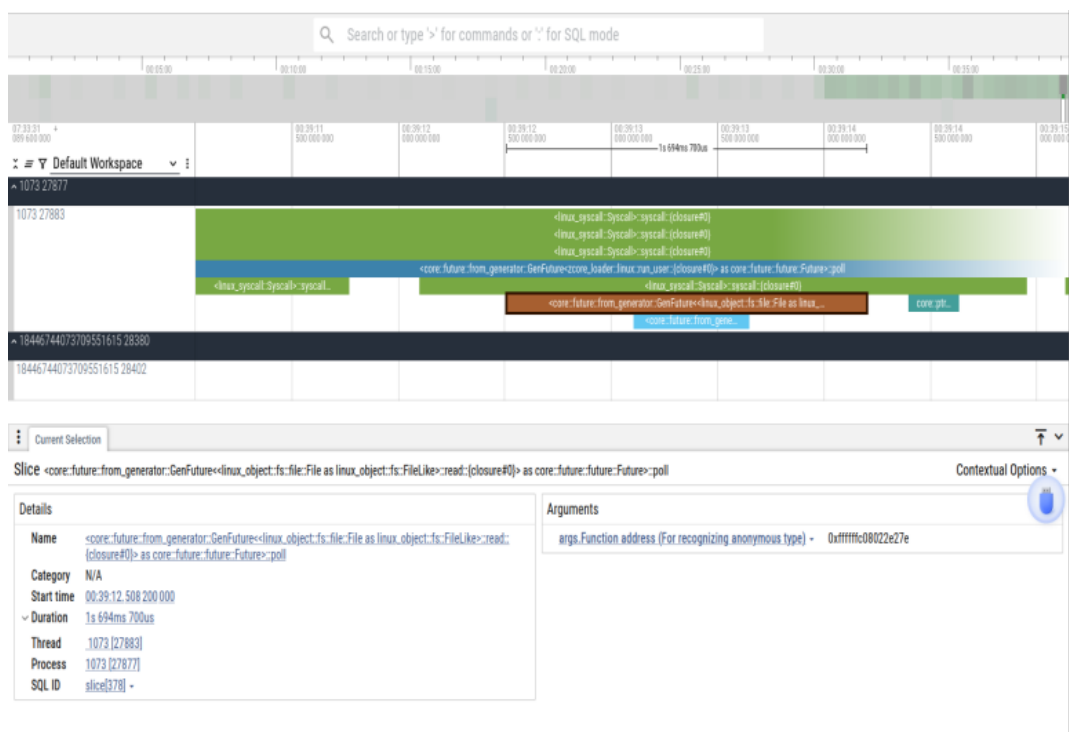 Search or type '>' for commands or ':' for SQL mode
00:05:00 00:10:00 00:15:00 00:20:00 00:25:00 00:30:00 00:35:00
07:33:31 +
089 600 000
00:39:11 00:39:12 00:39:12 00:39:13 00:39:13 00:39:14 00:39:14 00:39:15
500 000 000 000 000 000 500 000 000 000 000 000 500 000 000 000 000 000 500 000 000 000 000 0
1s 694ms 700us
Default Workspace
1073 27877
1073 27883
<linux_syscall::Syscall>::syscall::{closure#0}
<linux_syscall::Syscall>::syscall::{closure#0}
<linux_syscall::Syscall>::syscall::{closure#0}
<core::future::from_generator::GenFuture<zcore_loader::linux::run_user::{closure#0}> as core::future::future::Future>::poll
<linux_syscall::Syscall>::syscall... <linux_syscall::Syscall>::syscall::{closure#0}
<core::future::from_generator::GenFuture<<linux_object::fs::file::File as linux_... core::ptr...
<core::future::from_gene...
18446744073709551615 28380
18446744073709551615 28402
Current Selection
Slice <core::future::from_generator::GenFuture<<linux_object::fs::file::File as linux_object::fs::FileLike>::read::{closure#0}> as core::future::future::Future>::poll
Contextual Options
Details
Name <core::future::from_generator::GenFuture<<linux_object::fs::file::File as linux_object::fs::FileLike>::read::
{closure#0}> as core::future::future::Future>::poll
Category N/A
Start time 00:39:12.508 200 000
Duration 1s 694ms 700us
Thread 1073 [27883]
Process 1073 [27877]
SQL ID slice[378]
Arguments
args.Function address (For recognizing anonymous type) 0xffffffc08022e27e